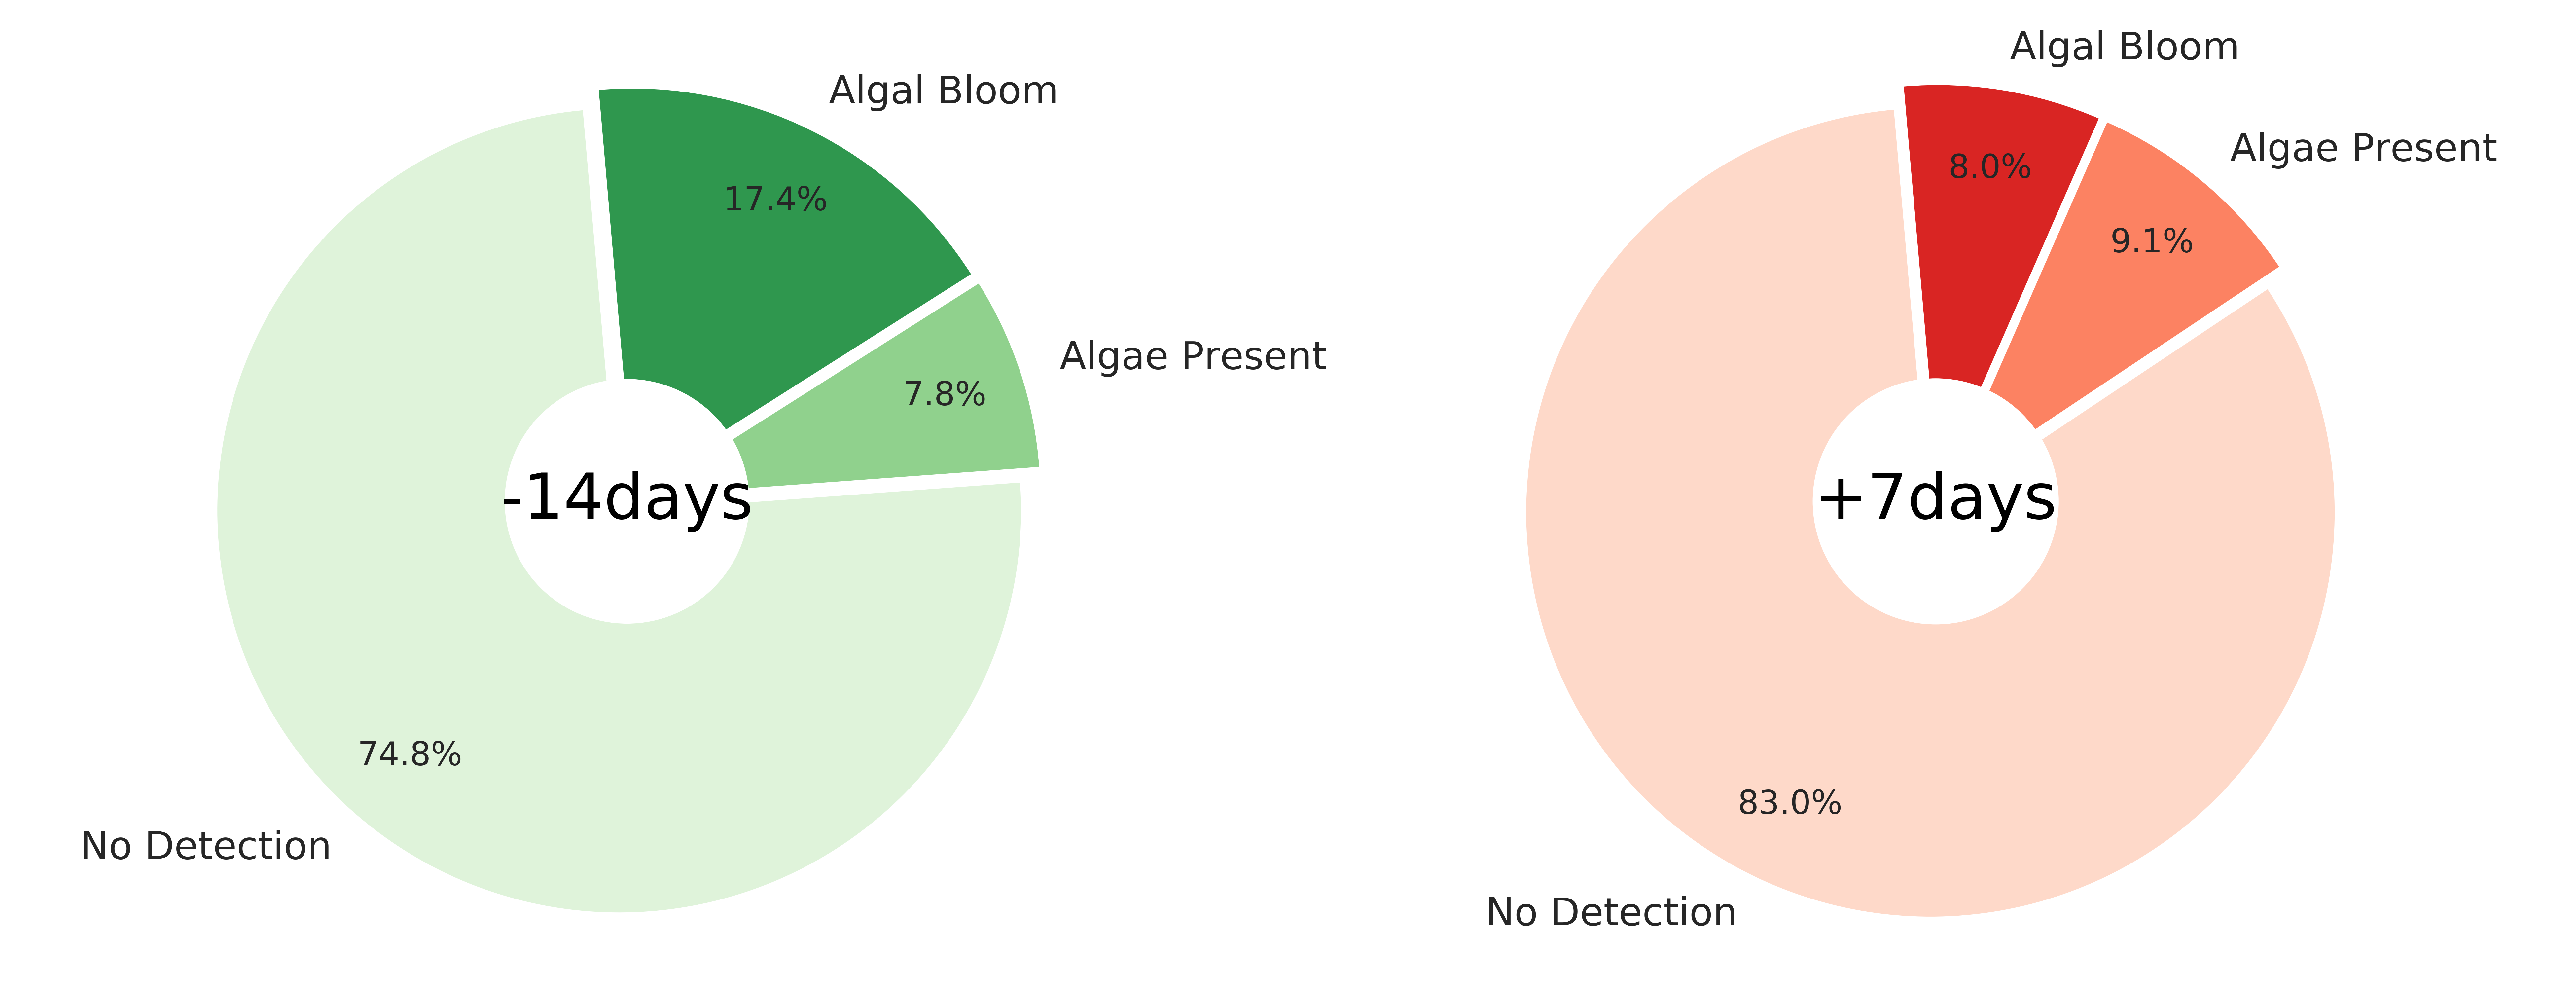 Algal Bloom
17.4%
Algae Present
7.8%
-14days
74.8%
No Detection
Algal Bloom
8.0%
Algae Present
9.1%
+7days
83.0%
No Detection